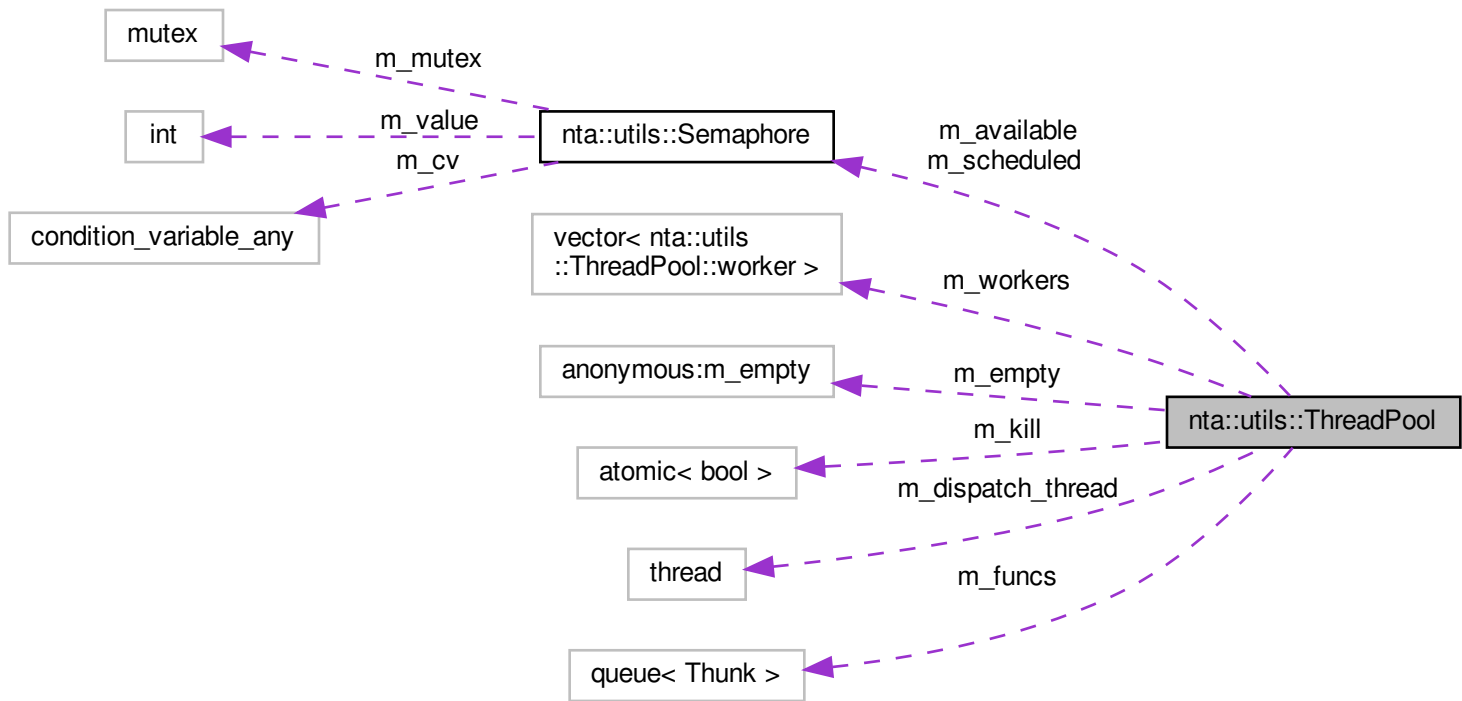 mutex
m_mutex
int
m_value
nta::utils::Semaphore
m_available
m_scheduled
m_cv
condition_variable_any
vector< nta::utils
::ThreadPool::worker >
m_workers
anonymous:m_empty
m_empty
nta::utils::ThreadPool
m_kill
atomic< bool >
m_dispatch_thread
thread
m_funcs
queue< Thunk >